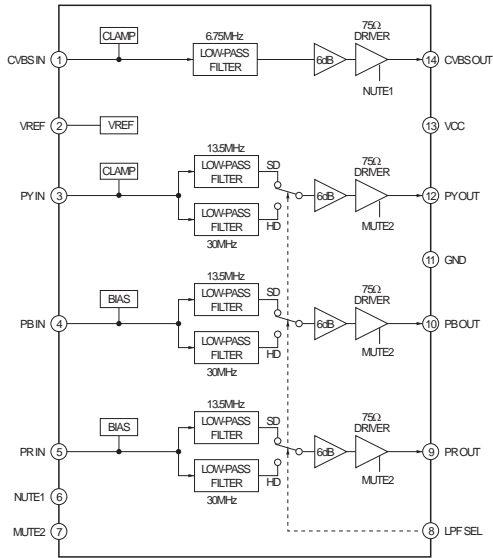 CLAMP
6.75MHz
LOW-PASS
FILTER
6dB
75Ω
DRIVER
NUTE1
CVBS IN 1
14 CVBS OUT
VREF 2
VREF
13 VCC
CLAMP
13.5MHz
LOW-PASS
FILTER
SD
LOW-PASS
FILTER
HD
30MHz
6dB
75Ω
DRIVER
MUTE2
PY IN 3
12 PY OUT
11 GND
BIAS
13.5MHz
LOW-PASS
FILTER
SD
LOW-PASS
FILTER
HD
30MHz
6dB
75Ω
DRIVER
MUTE2
PB IN 4
10 PB OUT
BIAS
13.5MHz
LOW-PASS
FILTER
SD
LOW-PASS
FILTER
HD
30MHz
6dB
75Ω
DRIVER
MUTE2
PR IN 5
9 PR OUT
NUTE1 6
MUTE2 7
8 LPF SEL